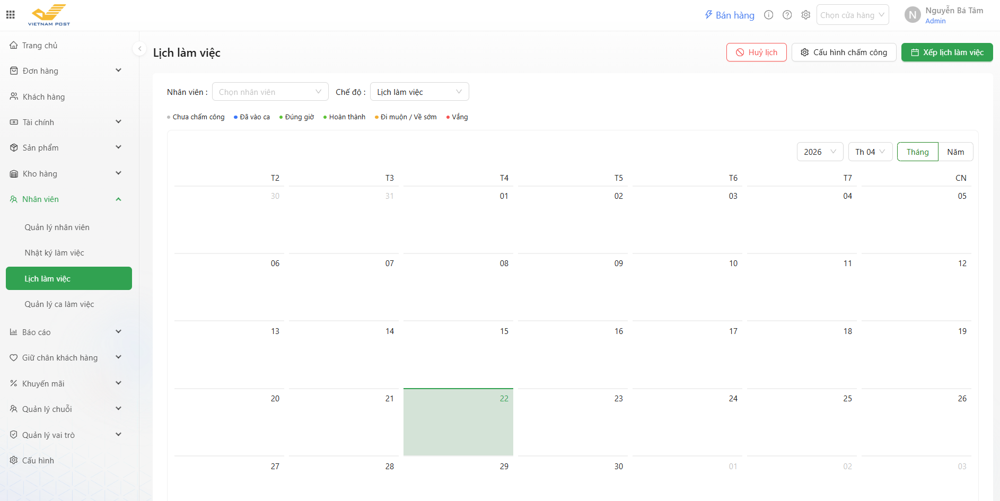 VIETNAM POST
Bán hàng
Chọn cửa hàng
N
Nguyễn Bá Tâm
Admin
Trang chủ
Đơn hàng
Khách hàng
Tài chính
Sản phẩm
Kho hàng
Nhân viên
Quản lý nhân viên
Nhật ký làm việc
Lịch làm việc
Quản lý ca làm việc
Báo cáo
Giữ chân khách hàng
Khuyến mãi
Quản lý chuỗi
Quản lý vai trò
Cấu hình
Lịch làm việc
Huỷ lịch
Cấu hình chấm công
Xếp lịch làm việc
Nhân viên : Chọn nhân viên Chế độ : Lịch làm việc
Chưa chấm công Đã vào ca Đúng giờ Hoàn thành Đi muộn / Về sớm Vắng
2026 Th 04 Tháng Năm
T2 T3 T4 T5 T6 T7 CN
30 31 01 02 03 04 05
06 07 08 09 10 11 12
13 14 15 16 17 18 19
20 21 22 23 24 25 26
27 28 29 30 01 02 03